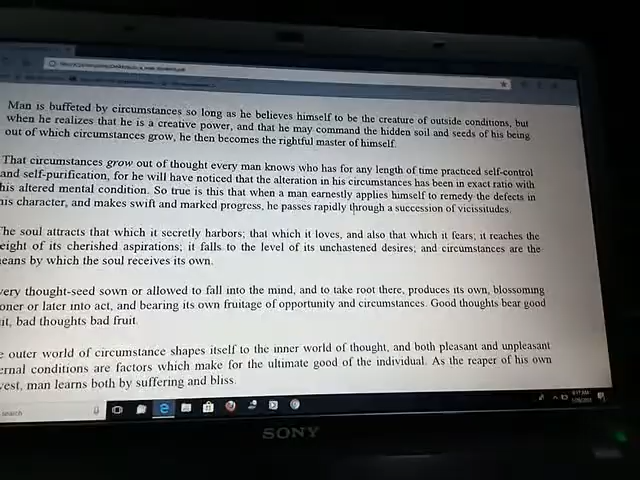 Man is buffeted by circumstances so long as he believes himself to be the creature of outside conditions, but
when he realizes that he is a creative power, and that he may command the hidden soil and seeds of his being
out of which circumstances grow, he then becomes the rightful master of himself.
That circumstances grow out of thought every man knows who has for any length of time practiced self-control
and self-purification, for he will have noticed that the alteration in his circumstances has been in exact ratio with
his altered mental condition. So true is this that when a man earnestly applies himself to remedy the defects in
his character, and makes swift and marked progress, he passes rapidly through a succession of vicissitudes.
The soul attracts that which it secretly harbors; that which it loves, and also that which it fears; it reaches the
eight of its cherished aspirations; it falls to the level of its unchastened desires; and circumstances are the
eans by which the soul receives its own.
very thought-seed sown or allowed to fall into the mind, and to take root there, produces its own, blossoming
oner or later into act, and bearing its own fruitage of opportunity and circumstances. Good thoughts bear good
it, bad thoughts bad fruit.
e outer world of circumstance shapes itself to the inner world of thought, and both pleasant and unpleasant
ernal conditions are factors which make for the ultimate good of the individual. As the reaper of his own
vest, man learns both by suffering and bliss.
search
SONY